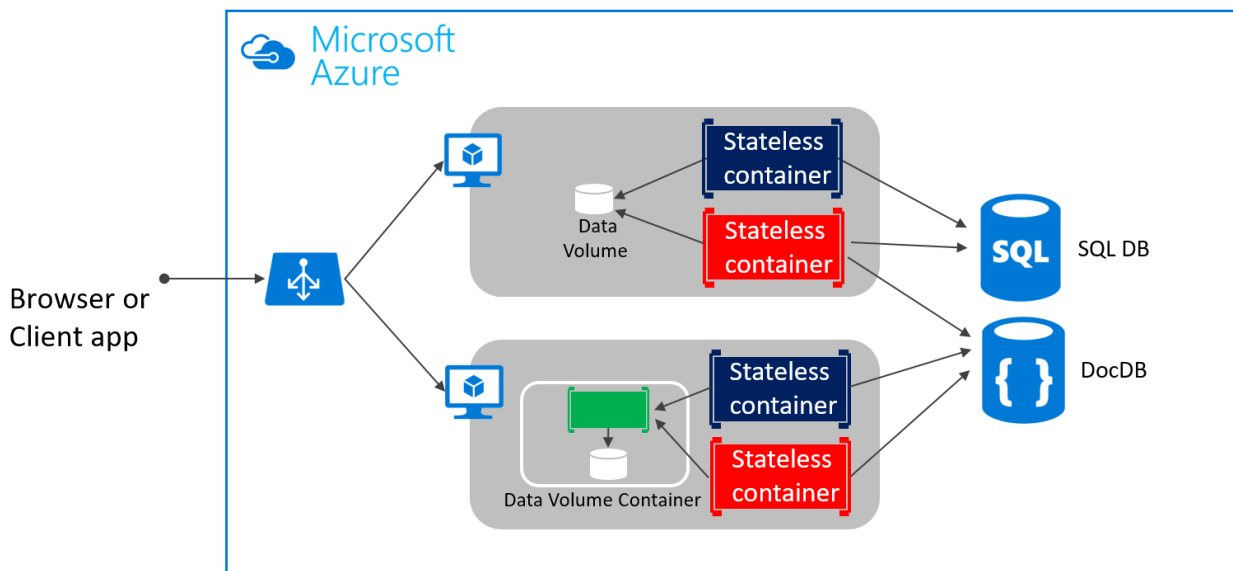 Microsoft
Azure
Stateless
container
Data
Volume
Stateless
container
SQL
SQL DB
Browser or
Client app
Stateless
container
{ }
DocDB
Stateless
container
Data Volume Container